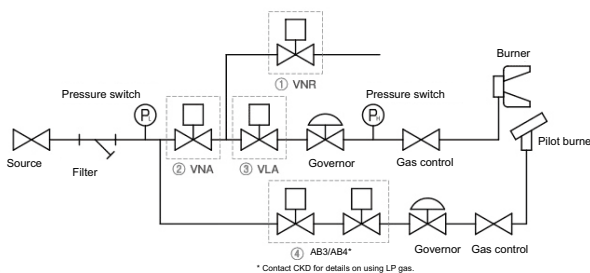 Burner
① VNR
Pressure switch
Pressure switch
Pilot burner
P L
P H
Source
Filter
② VNA
③ VLA
Governor
Gas control
④ AB3/AB4*
Governor
Gas control
* Contact CKD for details on using LP gas.